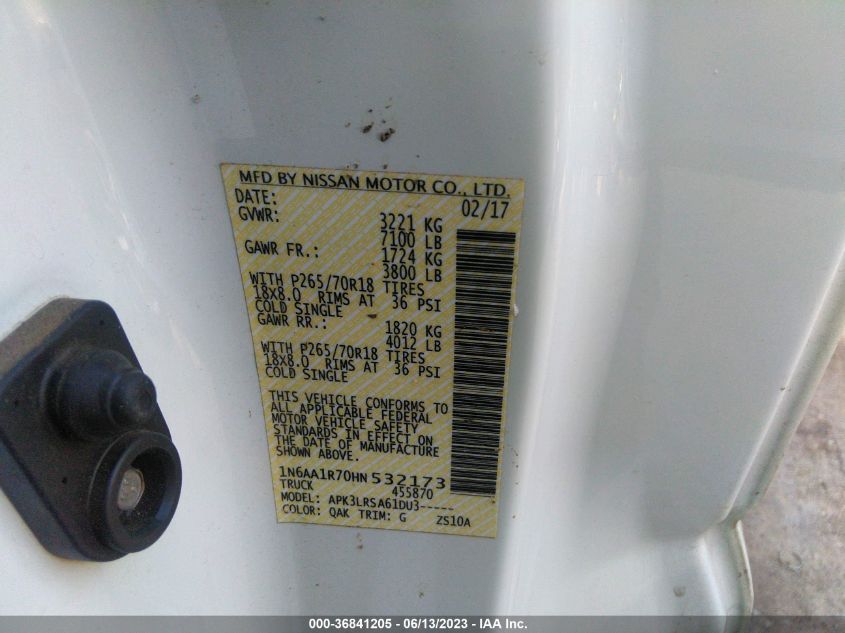 MFD BY NISSAN MOTOR CO., LTD.
DATE: 02/17
GVWR: 3221 KG
7100 LB
GAWR FR.: 1724 KG
3800 LB
WITH P265/70R18 TIRES
18X8.0 RIMS AT 36 PSI
COLD SINGLE
GAWR RR.: 1820 KG
4012 LB
WITH P265/70R18 TIRES
18X8.0 RIMS AT 36 PSI
COLD SINGLE
THIS VEHICLE CONFORMS TO
ALL APPLICABLE FEDERAL
MOTOR VEHICLE SAFETY
STANDARDS IN EFFECT ON
THE DATE OF MANUFACTURE
SHOWN ABOVE.
1N6AA1R70HN532173
TRUCK 455870
MODEL: APK3LRSA61DU3-----
COLOR: QAK TRIM: G ZS10A
000-36841205 - 06/13/2023 - IAA Inc.